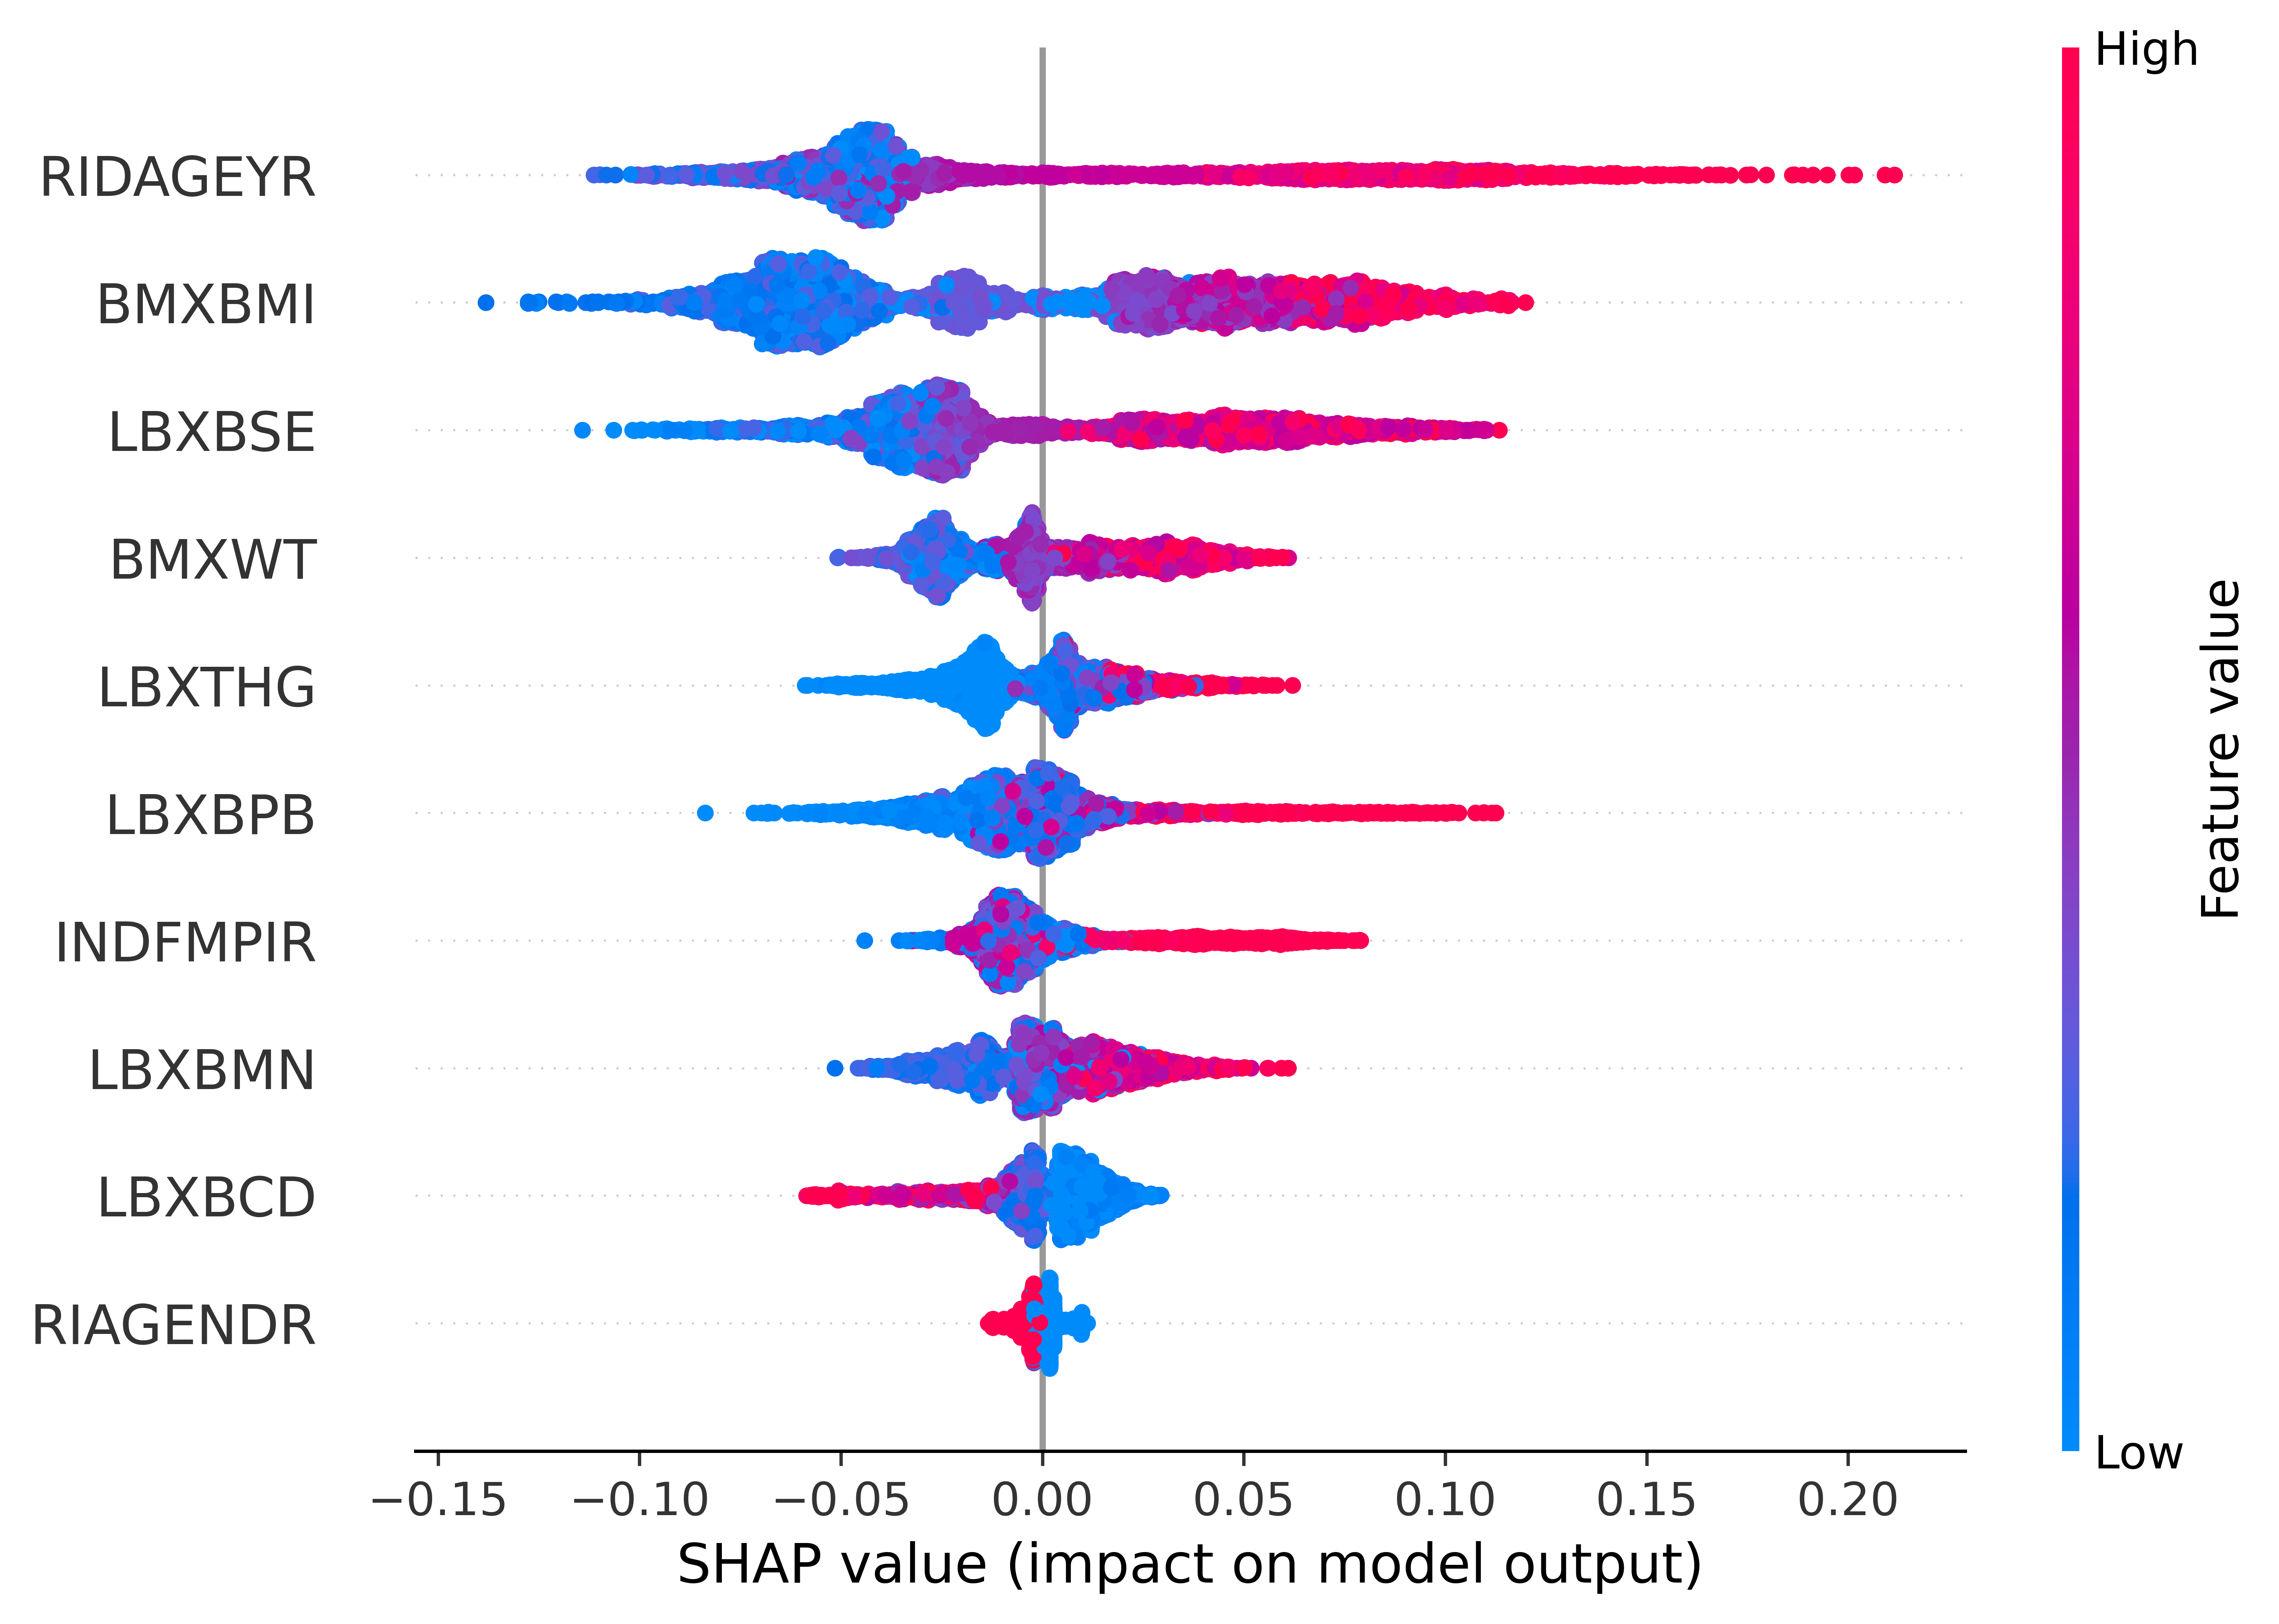 High
RIDAGEYR
BMXBMI
LBXBSE
BMXWT
LBXTHG
LBXBPB
INDFMPIR
LBXBMN
LBXBCD
RIAGENDR
Feature value
Low
−0.15 −0.10 −0.05 0.00 0.05 0.10 0.15 0.20
SHAP value (impact on model output)